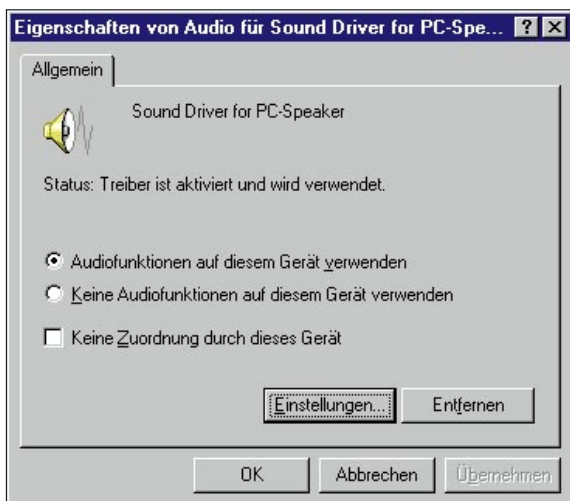 Eigenschaften von Audio für Sound Driver for PC-Spe...
Allgemein
Sound Driver for PC-Speaker
Status: Treiber ist aktiviert und wird verwendet.
Audiofunktionen auf diesem Gerät verwenden
Keine Audiofunktionen auf diesem Gerät verwenden
Keine Zuordnung durch dieses Gerät
Einstellungen... Entfernen
OK Abbrechen Übernehmen